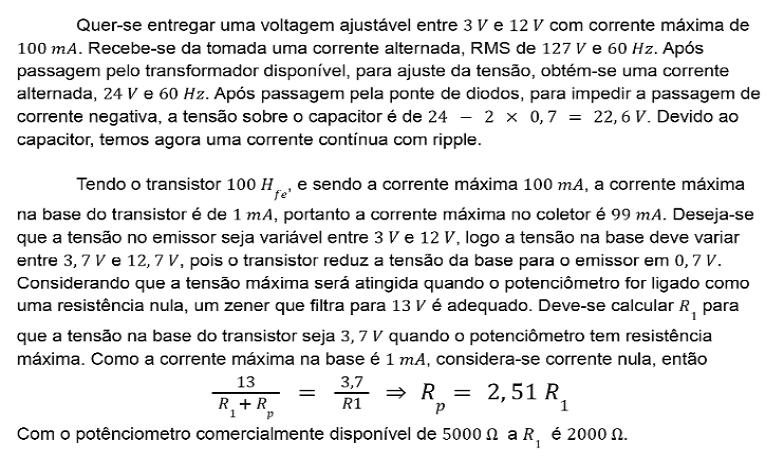 Quer-se entregar uma voltagem ajustável entre 3 V e 12 V com corrente máxima de
100 mA. Recebe-se da tomada uma corrente alternada, RMS de 127 V e 60 Hz. Após
passagem pelo transformador disponível, para ajuste da tensão, obtém-se uma corrente
alternada, 24 V e 60 Hz. Após passagem pela ponte de diodos, para impedir a passagem de
corrente negativa, a tensão sobre o capacitor é de 24 − 2 × 0,7 = 22,6 V. Devido ao
capacitor, temos agora uma corrente contínua com ripple.
Tendo o transistor 100 H_fe, e sendo a corrente máxima 100 mA, a corrente máxima
na base do transistor é de 1 mA, portanto a corrente máxima no coletor é 99 mA. Deseja-se
que a tensão no emissor seja variável entre 3 V e 12 V, logo a tensão na base deve variar
entre 3,7 V e 12,7 V, pois o transistor reduz a tensão da base para o emissor em 0,7 V.
Considerando que a tensão máxima será atingida quando o potenciômetro for ligado como
uma resistência nula, um zener que filtra para 13 V é adequado. Deve-se calcular R_1 para
que a tensão na base do transistor seja 3,7 V quando o potenciômetro tem resistência
máxima. Como a corrente máxima na base é 1 mA, considera-se corrente nula, então
13/(R_1 + R_p) = 3,7/R1 ⇒ R_p = 2,51 R_1
Com o potênciometro comercialmente disponível de 5000 Ω a R_1 é 2000 Ω.